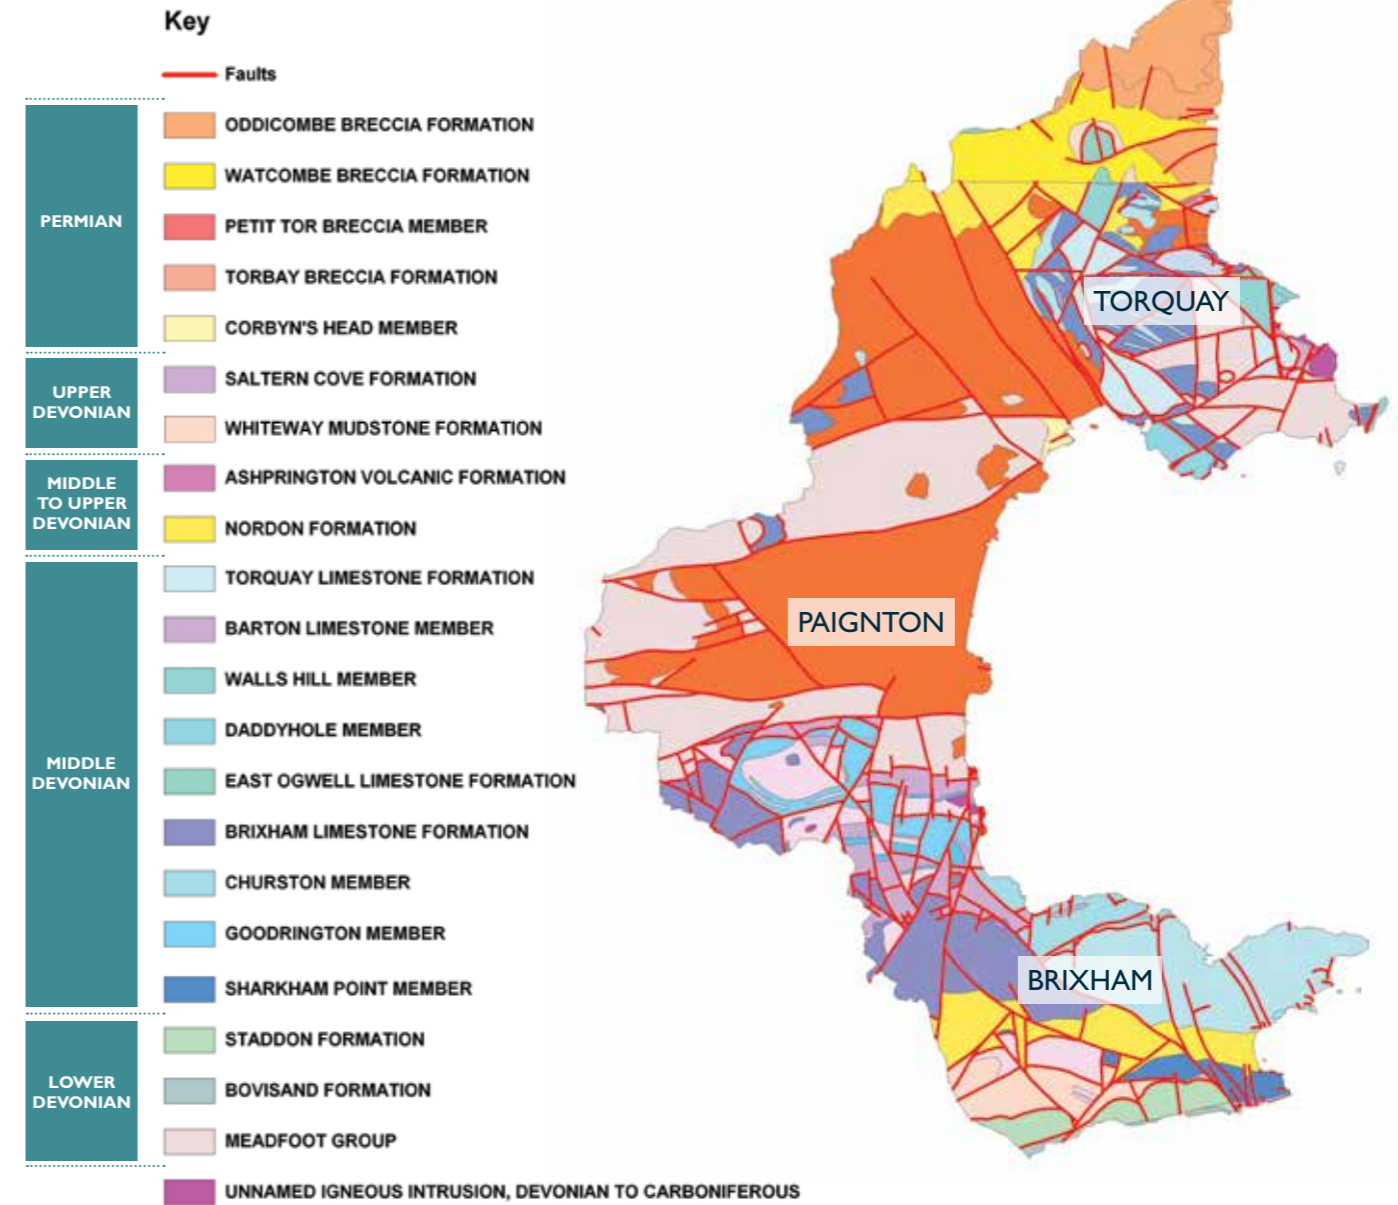 Key
Faults
PERMIAN
ODDICOMBE BRECCIA FORMATION
WATCOMBE BRECCIA FORMATION
PETIT TOR BRECCIA MEMBER
TORBAY BRECCIA FORMATION
CORBYN'S HEAD MEMBER
UPPER
DEVONIAN
SALTERN COVE FORMATION
WHITEWAY MUDSTONE FORMATION
MIDDLE
TO UPPER
DEVONIAN
ASHPRINGTON VOLCANIC FORMATION
NORDON FORMATION
MIDDLE
DEVONIAN
TORQUAY LIMESTONE FORMATION
BARTON LIMESTONE MEMBER
WALLS HILL MEMBER
DADDYHOLE MEMBER
EAST OGWELL LIMESTONE FORMATION
BRIXHAM LIMESTONE FORMATION
CHURSTON MEMBER
GOODRINGTON MEMBER
SHARKHAM POINT MEMBER
LOWER
DEVONIAN
STADDON FORMATION
BOVISAND FORMATION
MEADFOOT GROUP
UNNAMED IGNEOUS INTRUSION, DEVONIAN TO CARBONIFEROUS
TORQUAY
PAIGNTON
BRIXHAM